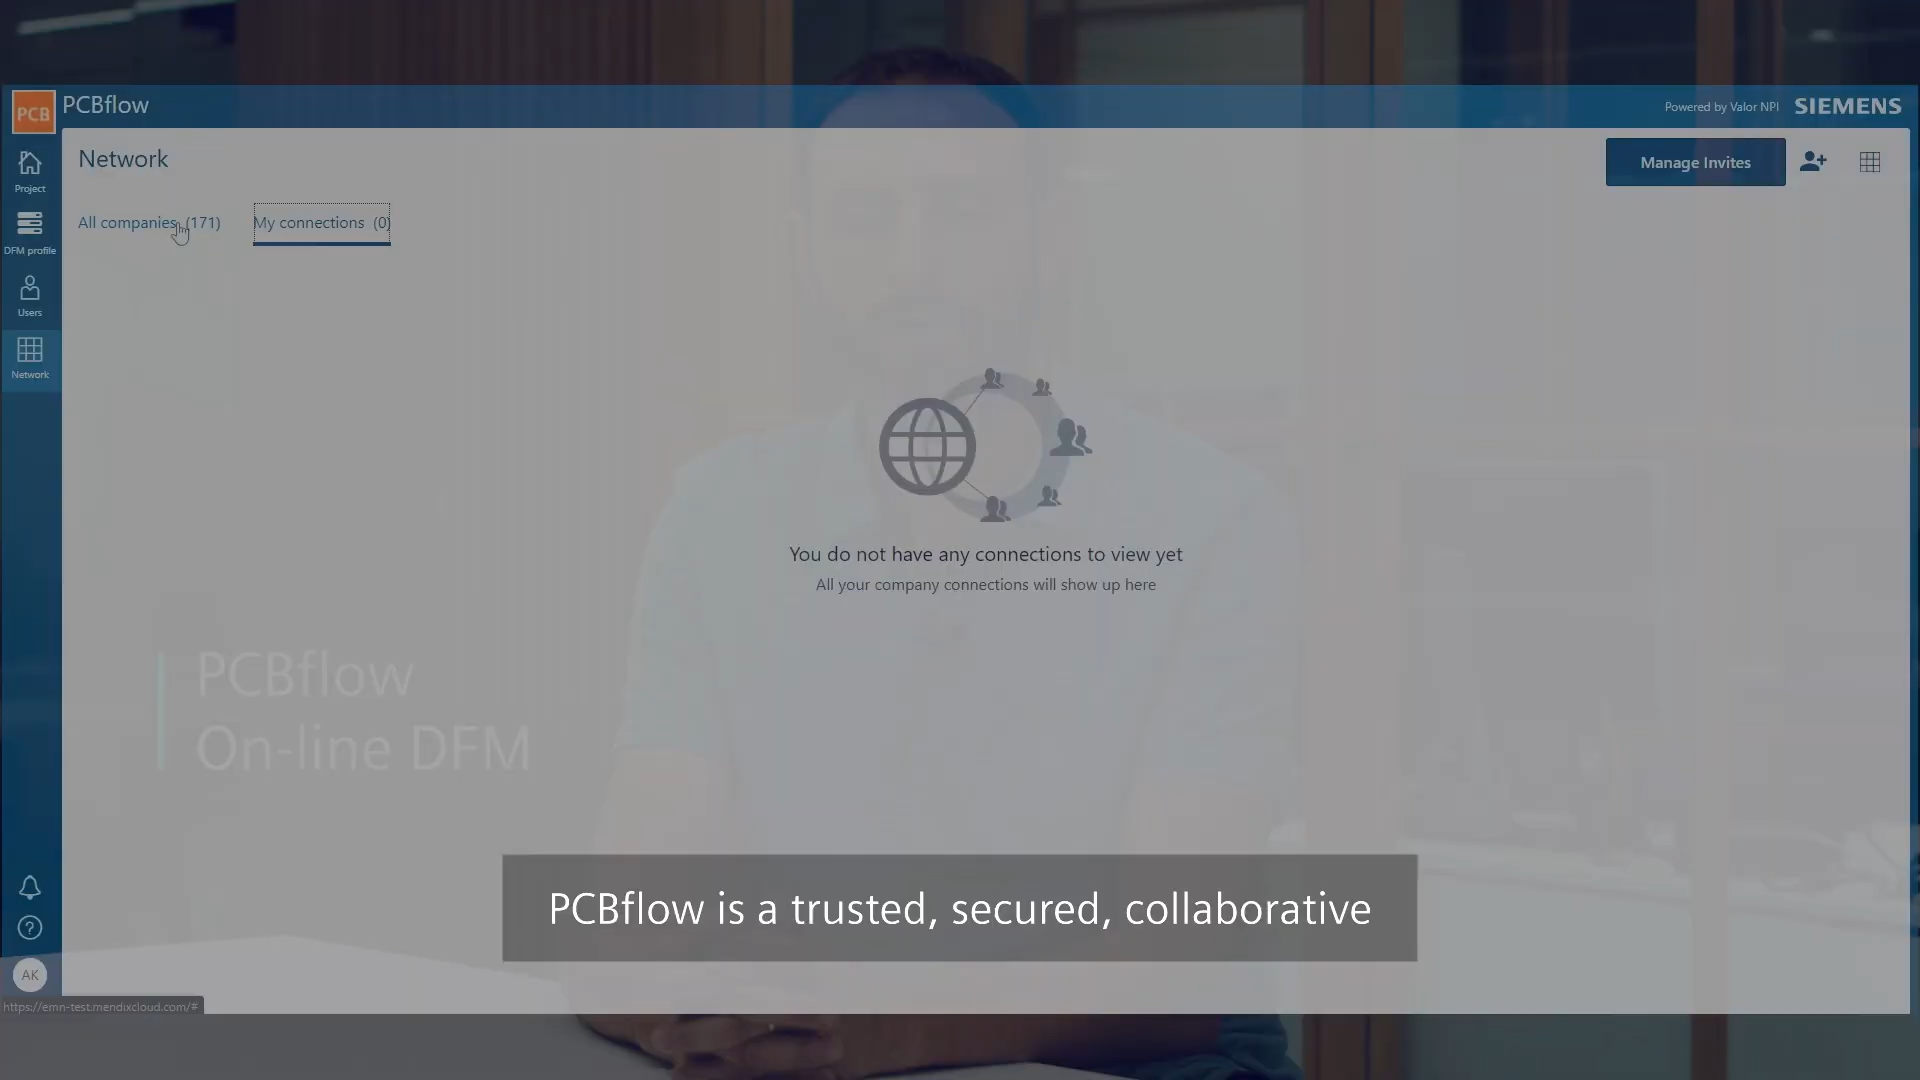 PCB PCBflow
Powered by Valor NPI SIEMENS
Network
Manage Invites
Project
All companies (171) My connections (0)
DFM profile
Users
Network
You do not have any connections to view yet
All your company connections will show up here
PCBflow
On-line DFM
PCBflow is a trusted, secured, collaborative
?
AK
https://emn-test.mendixcloud.com/#